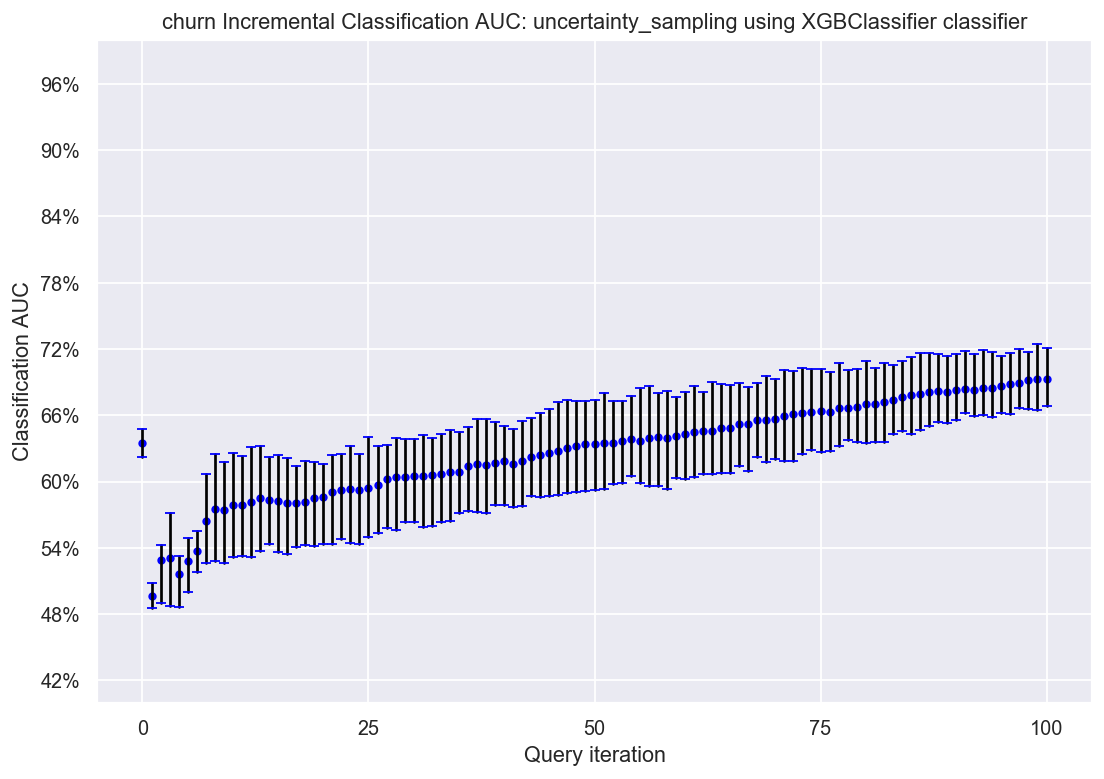 churn Incremental Classification AUC: uncertainty_sampling using XGBClassifier classifier
96%
90%
84%
78%
72%
66%
60%
54%
48%
42%
Classification AUC
0 25 50 75 100
Query iteration